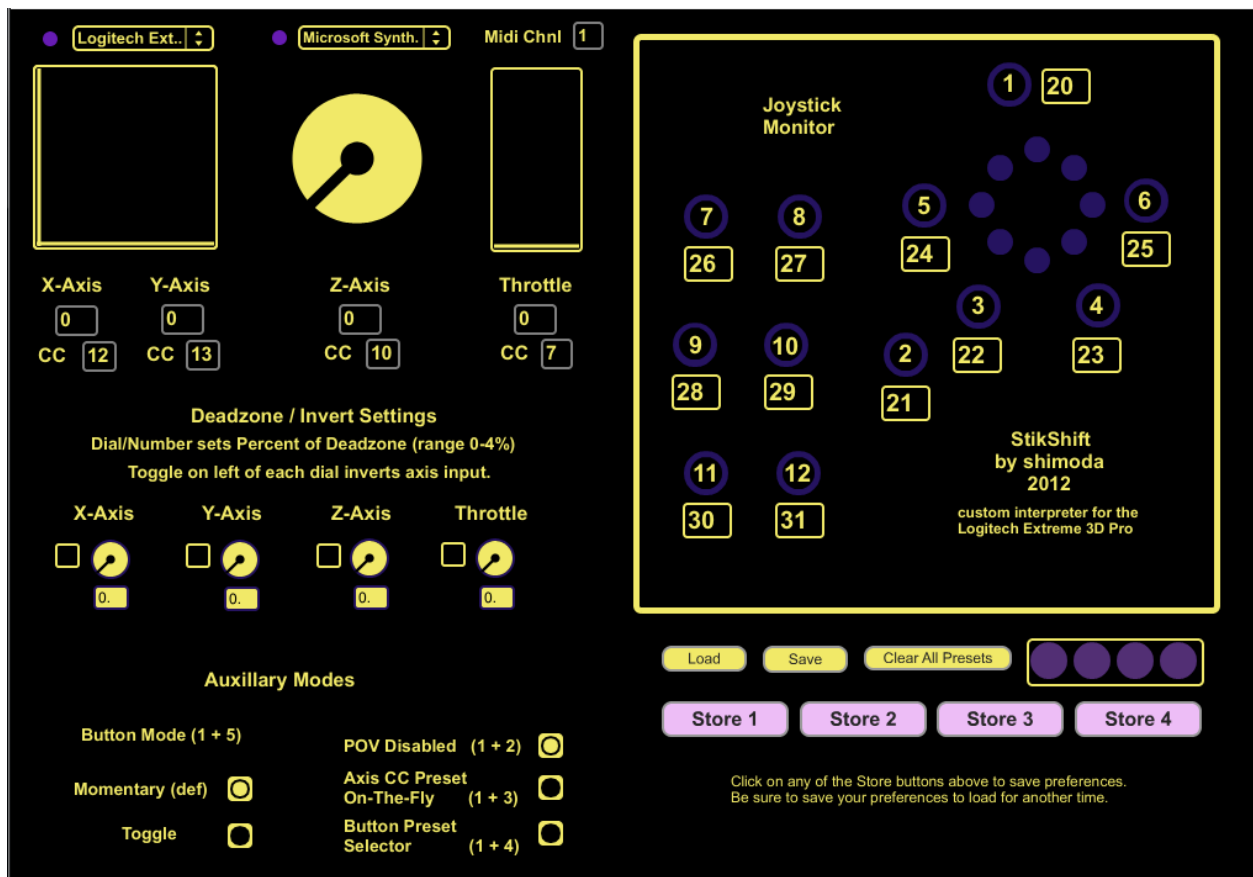 Logitech Ext..
Microsoft Synth.
Midi Chnl 1
X-Axis Y-Axis Z-Axis Throttle
0 0 0 0
CC 12 CC 13 CC 10 CC 7
Deadzone / Invert Settings
Dial/Number sets Percent of Deadzone (range 0-4%)
Toggle on left of each dial inverts axis input.
X-Axis Y-Axis Z-Axis Throttle
0. 0. 0. 0.
Auxillary Modes
Button Mode (1 + 5)
Momentary (def)
Toggle
POV Disabled (1 + 2)
Axis CC Preset
On-The-Fly (1 + 3)
Button Preset
Selector (1 + 4)
Joystick
Monitor
1 20
7 8 5 6
26 27 24 25
3 4
22 23
9 10 2
28 29 21
11 12
30 31
StikShift
by shimoda
2012
custom interpreter for the
Logitech Extreme 3D Pro
Load Save Clear All Presets
Store 1 Store 2 Store 3 Store 4
Click on any of the Store buttons above to save preferences.
Be sure to save your preferences to load for another time.